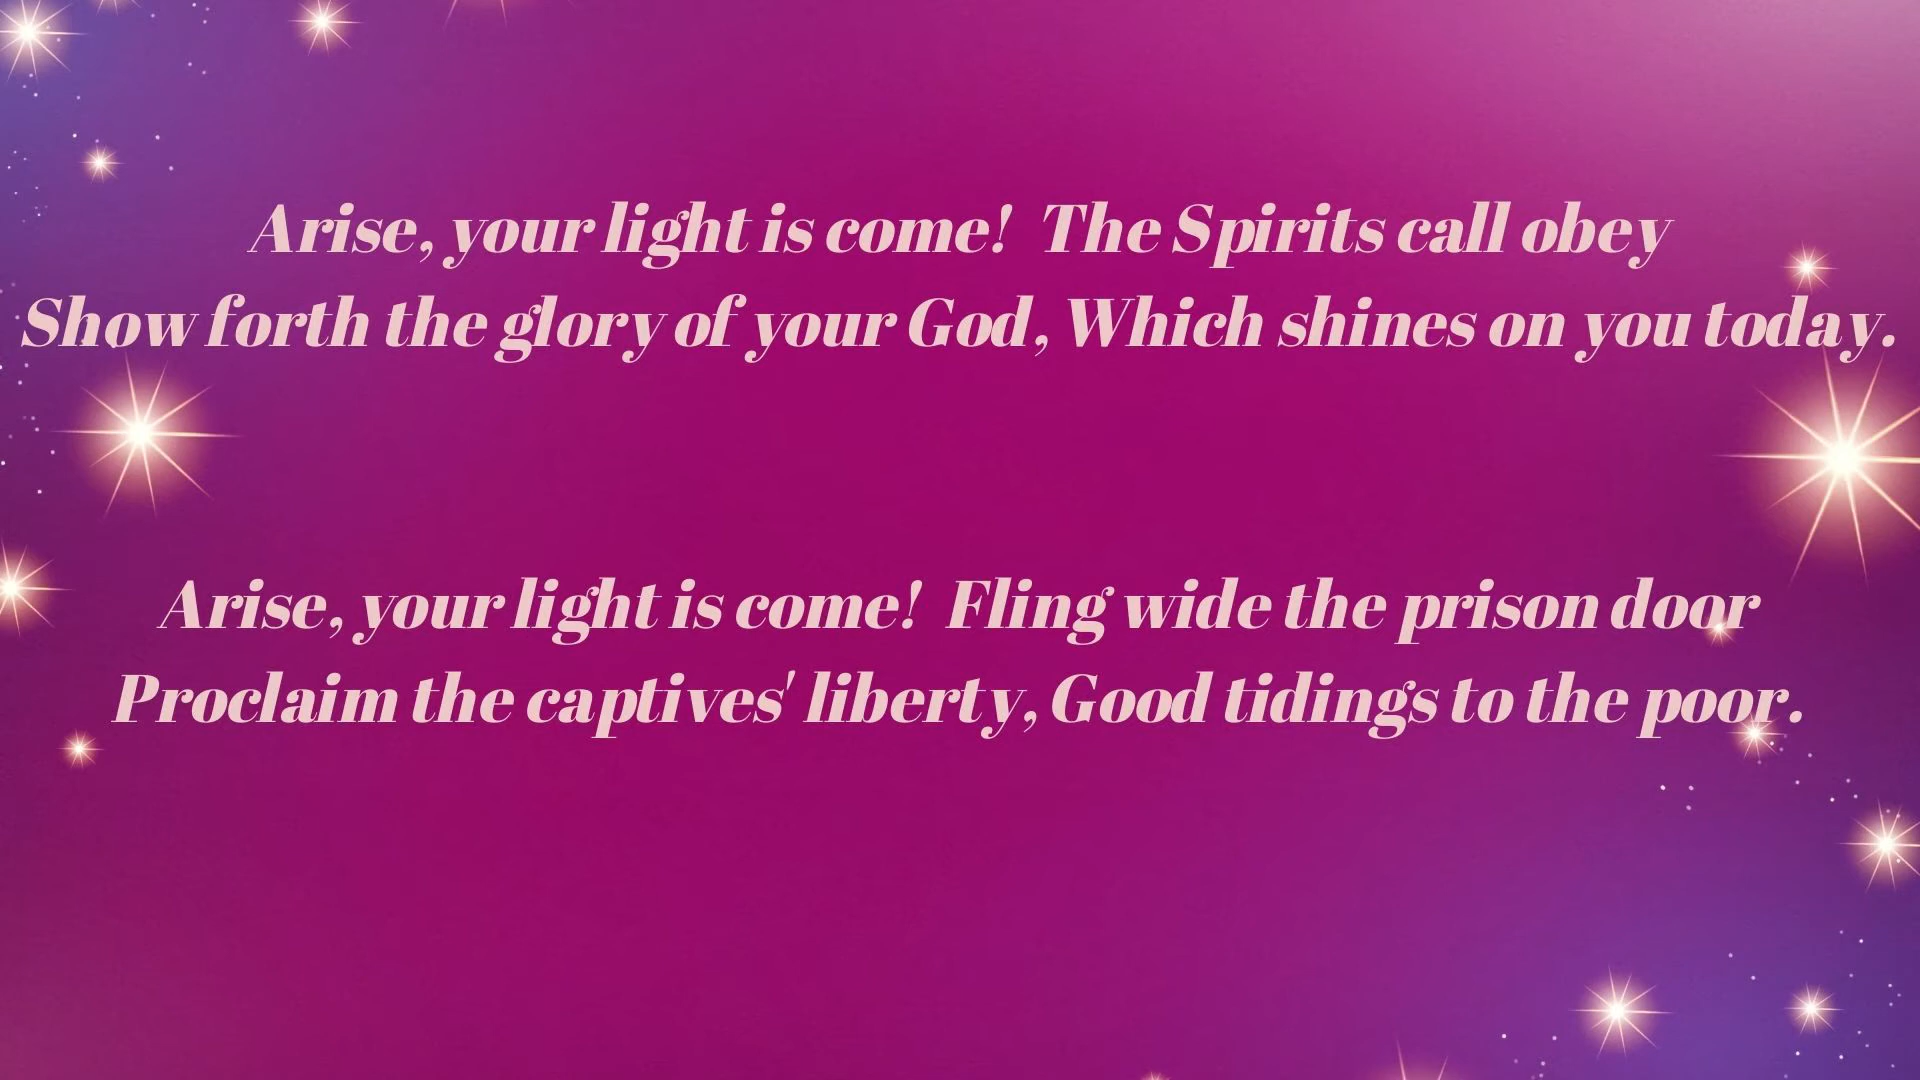 Arise, your light is come!  The Spirits call obey
Show forth the glory of your God, Which shines on you today.
Arise, your light is come!  Fling wide the prison door
Proclaim the captives' liberty, Good tidings to the poor.